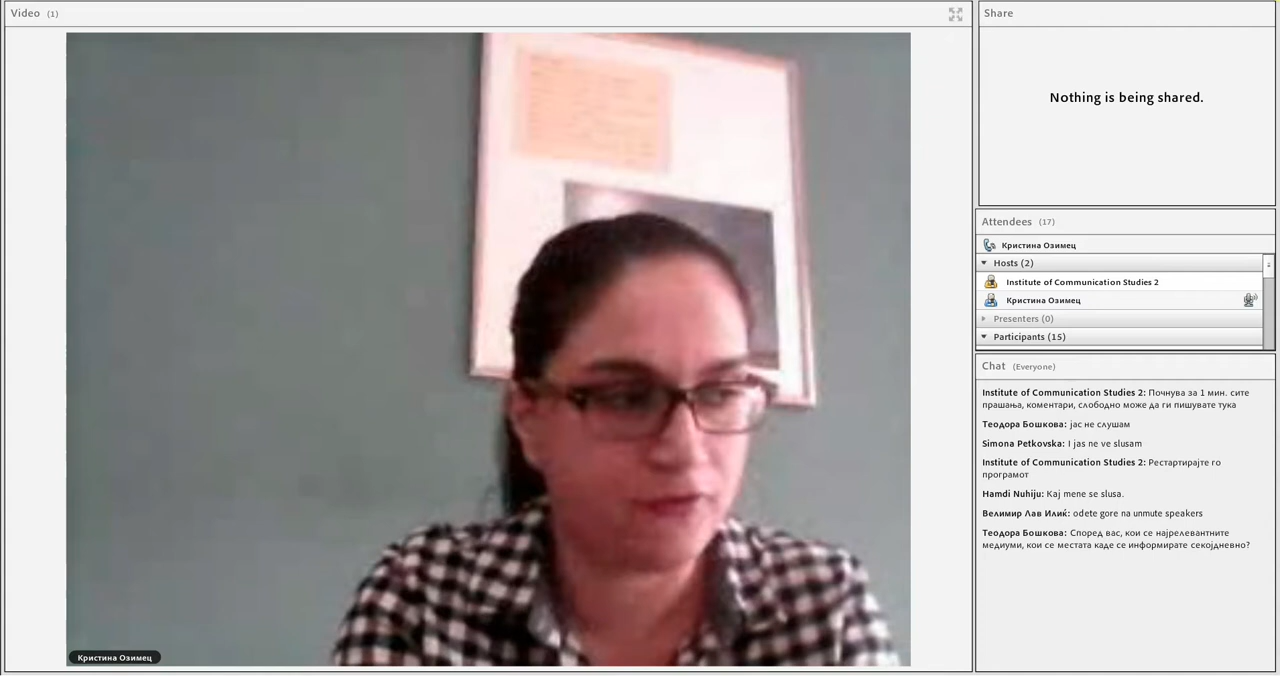 Video (1)
Кристина Озимец
Share
Nothing is being shared.
Attendees (17)
Кристина Озимец
Hosts (2)
Institute of Communication Studies 2
Кристина Озимец
Presenters (0)
Participants (15)
Chat (Everyone)
Institute of Communication Studies 2: Почнува за 1 мин. сите
прашања, коментари, слободно може да ги пишувате тука
Теодора Бошкова: јас не слушам
Simona Petkovska: I jas ne ve slusam
Institute of Communication Studies 2: Рестартирајте го
програмот
Hamdi Nuhiju: Kaj mene se slusa.
Велимир Лав Илиќ: odete gore na unmute speakers
Теодора Бошкова: Според вас, кои се најрелевантните
медиуми, кои се местата каде се информирате секојдневно?